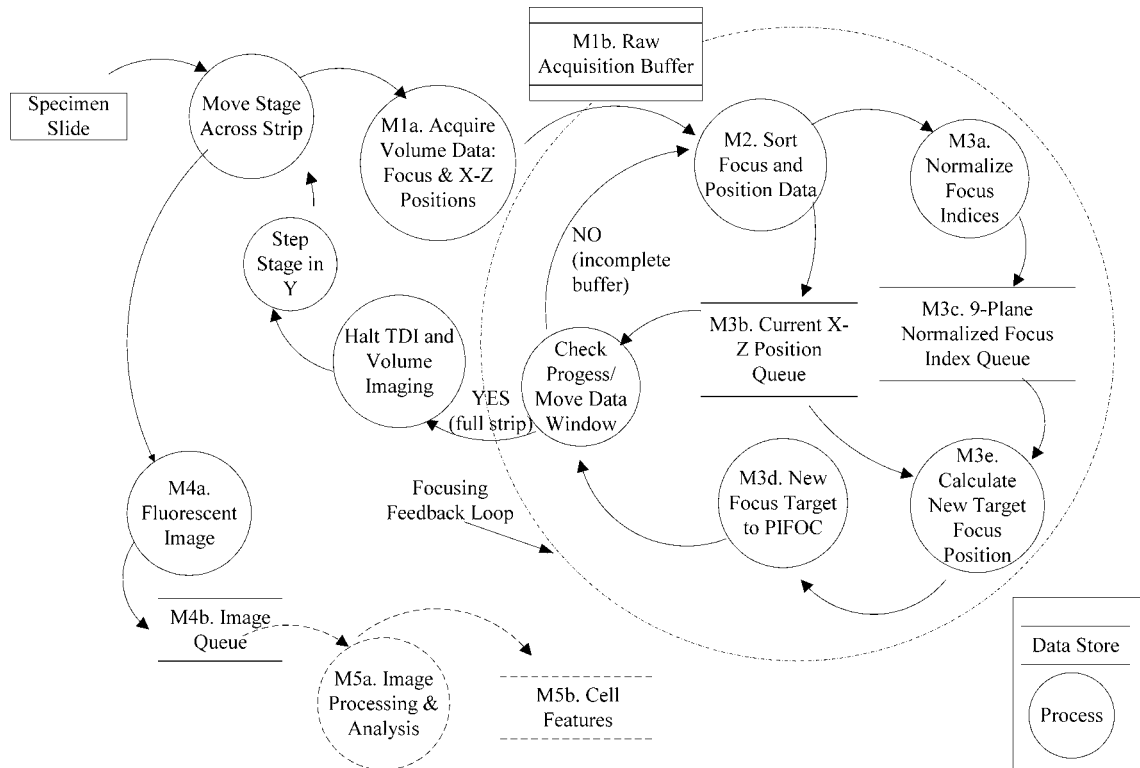 M1b. Raw
Acquisition Buffer
Specimen
Slide
Move Stage
Across Strip
M1a. Acquire
Volume Data:
Focus & X-Z
Positions
M2. Sort
Focus and
Position Data
M3a.
Normalize
Focus
Indices
Step
Stage in
Y
NO
(incomplete
buffer)
Halt TDI and
Volume
Imaging
YES
(full strip)
Check
Progess/
Move Data
Window
M3b. Current X-
Z Position
Queue
M3c. 9-Plane
Normalized Focus
Index Queue
M4a.
Fluorescent
Image
Focusing
Feedback Loop
M3d. New
Focus Target
to PIFOC
M3e.
Calculate
New Target
Focus
Position
M4b. Image
Queue
M5a. Image
Processing &
Analysis
M5b. Cell
Features
Data Store
Process